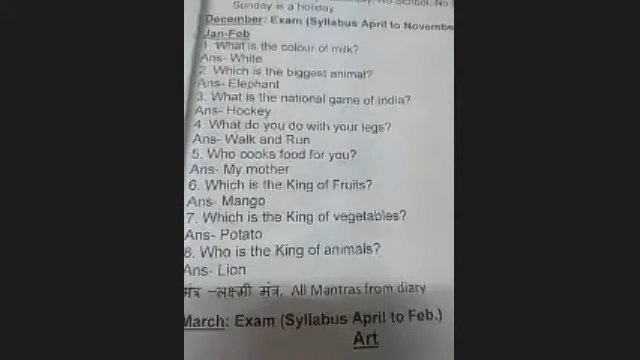 No School, No
Sunday is a holiday
December: Exam (Syllabus April to Novembe
Jan-Feb
1. What is the colour of milk?
Ans- White
2. Which is the biggest animal?
Ans- Elephant
3. What is the national game of India?
Ans- Hockey
4. What do you do with your legs?
Ans- Walk and Run
5. Who cooks food for you?
Ans- My mother
6. Which is the King of Fruits?
Ans- Mango
7. Which is the King of vegetables?
Ans- Potato
8. Who is the King of animals?
Ans- Lion
मंत्र –लक्ष्मी मंत्र, All Mantras from diary
March: Exam (Syllabus April to Feb.)
Art